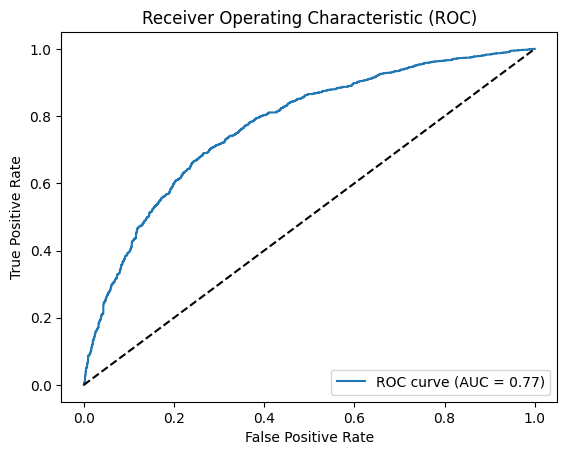 Receiver Operating Characteristic (ROC)
True Positive Rate
1.0
0.8
0.6
0.4
0.2
0.0
0.0 0.2 0.4 0.6 0.8 1.0
False Positive Rate
ROC curve (AUC = 0.77)